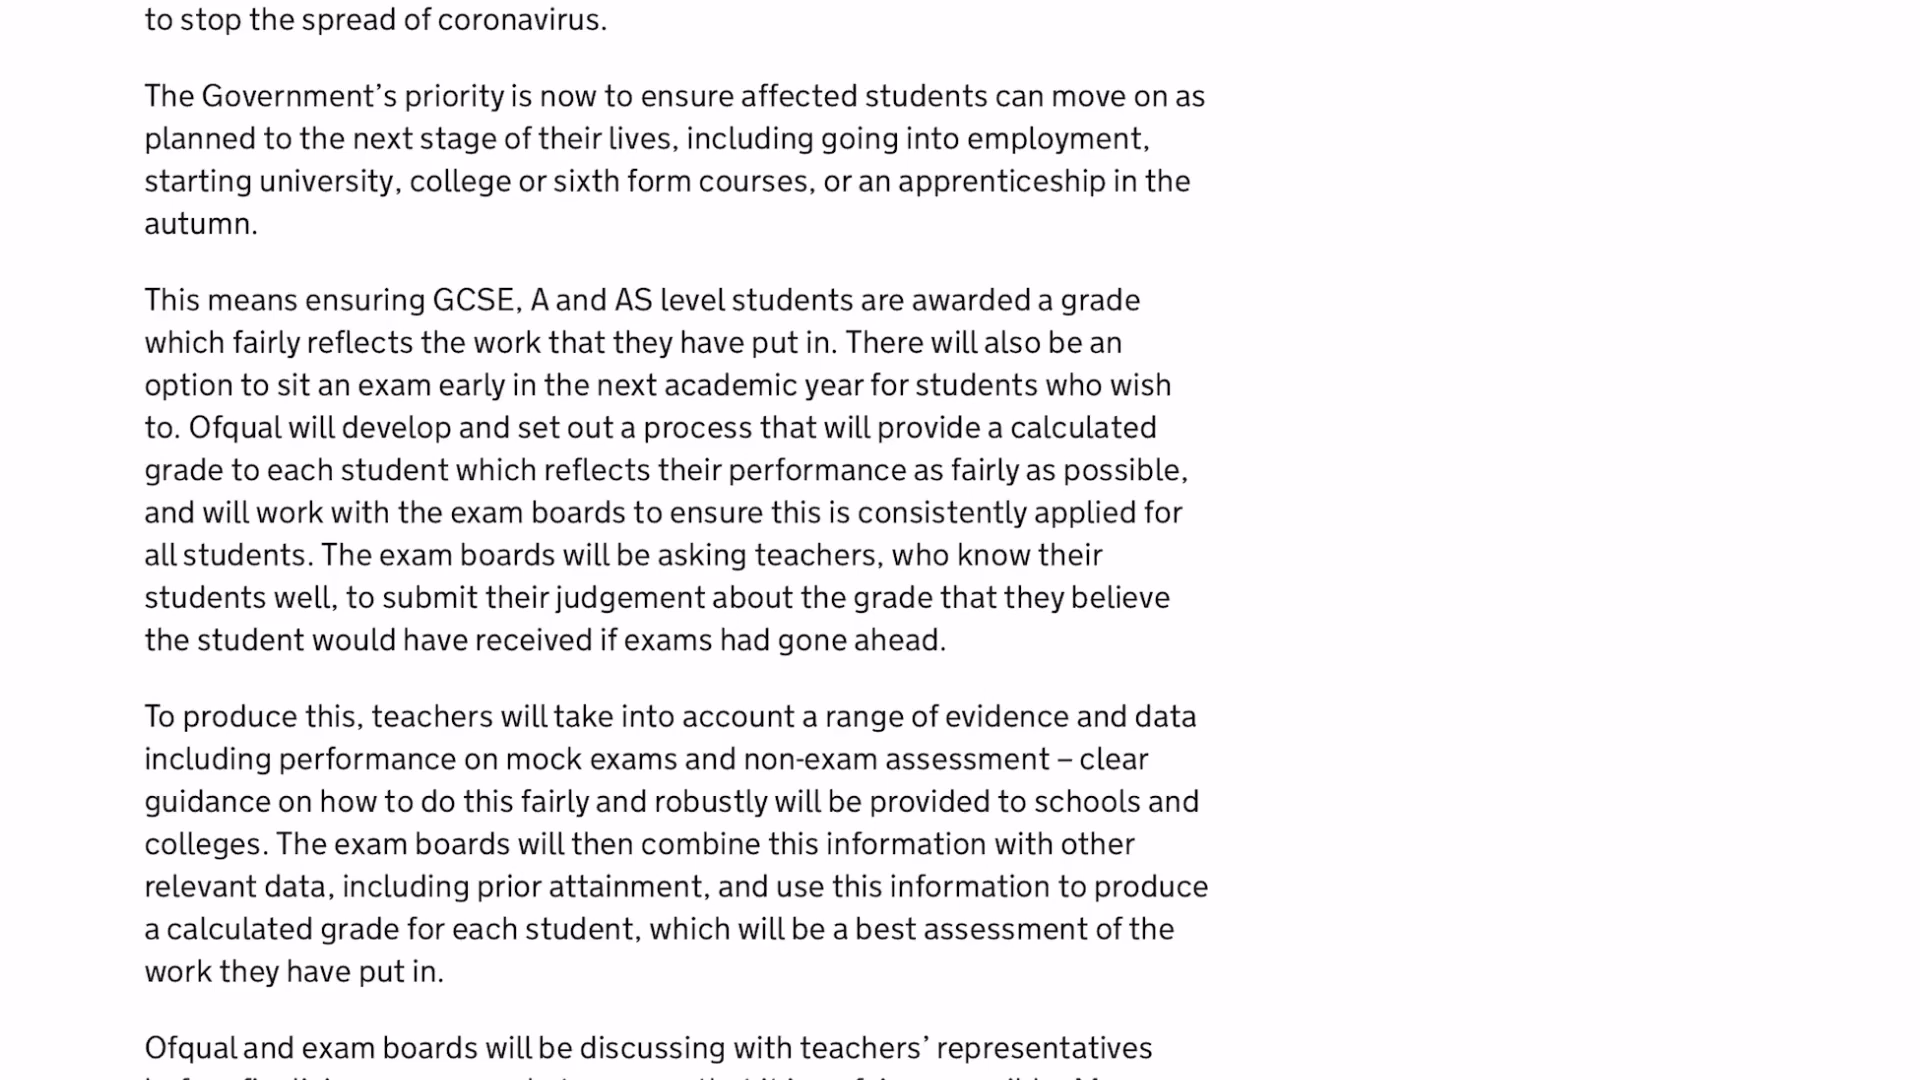 to stop the spread of coronavirus.
The Government’s priority is now to ensure affected students can move on as
planned to the next stage of their lives, including going into employment,
starting university, college or sixth form courses, or an apprenticeship in the
autumn.
This means ensuring GCSE, A and AS level students are awarded a grade
which fairly reflects the work that they have put in. There will also be an
option to sit an exam early in the next academic year for students who wish
to. Ofqual will develop and set out a process that will provide a calculated
grade to each student which reflects their performance as fairly as possible,
and will work with the exam boards to ensure this is consistently applied for
all students. The exam boards will be asking teachers, who know their
students well, to submit their judgement about the grade that they believe
the student would have received if exams had gone ahead.
To produce this, teachers will take into account a range of evidence and data
including performance on mock exams and non-exam assessment – clear
guidance on how to do this fairly and robustly will be provided to schools and
colleges. The exam boards will then combine this information with other
relevant data, including prior attainment, and use this information to produce
a calculated grade for each student, which will be a best assessment of the
work they have put in.
Ofqual and exam boards will be discussing with teachers’ representatives